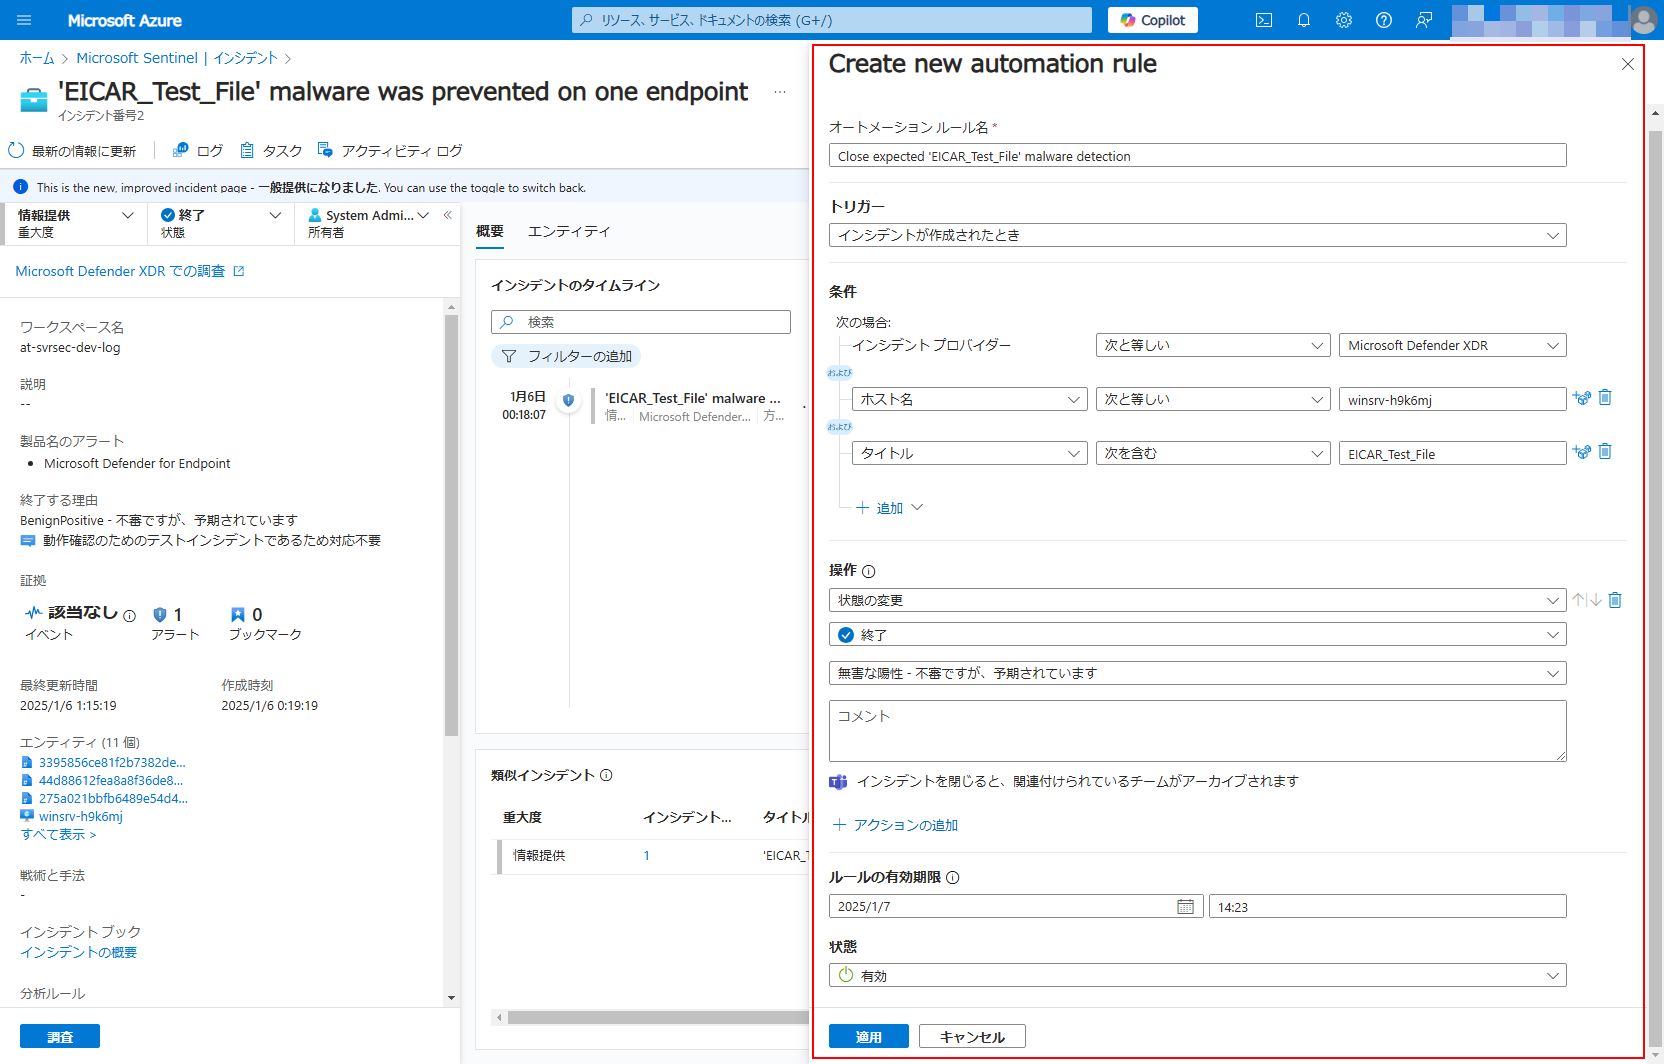 Microsoft Azure
リソース、サービス、ドキュメントの検索 (G+/)
Copilot
ホーム > Microsoft Sentinel | インシデント >
'EICAR_Test_File' malware was prevented on one endpoint ...
インシデント番号2
最新の情報に更新 ログ タスク アクティビティ ログ
This is the new, improved incident page - 一般提供になりました. You can use the toggle to switch back.
情報提供
重大度
終了
状態
System Admi...
所有者
«
Microsoft Defender XDR での調査
ワークスペース名
at-svrsec-dev-log
説明
--
製品名のアラート
• Microsoft Defender for Endpoint
終了する理由
BenignPositive - 不審ですが、予期されています
動作確認のためのテストインシデントであるため対応不要
証拠
該当なし
イベント
1
アラート
0
ブックマーク
最終更新時間
2025/1/6 1:15:19
作成時刻
2025/1/6 0:19:19
エンティティ (11 個)
3395856ce81f2b7382de...
44d88612fea8a8f36de8...
275a021bbfb6489e54d4...
winsrv-h9k6mj
すべて表示 >
戦術と手法
-
インシデント ブック
インシデントの概要
分析ルール
調査
概要 エンティティ
インシデントのタイムライン
検索
フィルターの追加
1月6日
00:18:07
'EICAR_Test_File' malware ...
情... Microsoft Defender... 方...
類似インシデント
重大度 インシデント... タイトル
情報提供 1 'EICAR_T
Create new automation rule
オートメーション ルール名 *
Close expected 'EICAR_Test_File' malware detection
トリガー
インシデントが作成されたとき
条件
次の場合:
インシデント プロバイダー 次と等しい Microsoft Defender XDR
および
ホスト名 次と等しい winsrv-h9k6mj
および
タイトル 次を含む EICAR_Test_File
+ 追加
操作
状態の変更
終了
無害な陽性 - 不審ですが、予期されています
コメント
インシデントを閉じると、関連付けられているチームがアーカイブされます
+ アクションの追加
ルールの有効期限
2025/1/7 14:23
状態
有効
適用 キャンセル